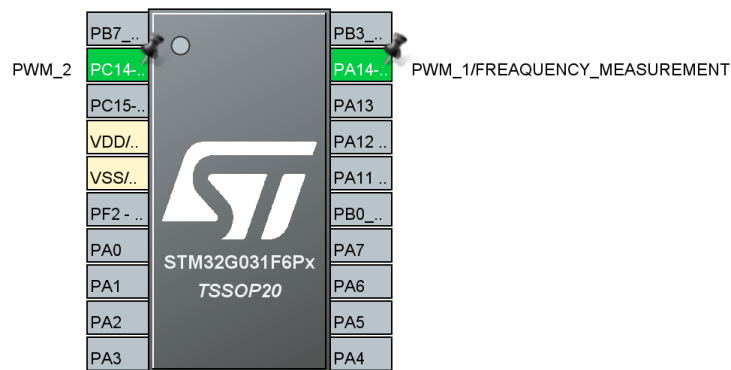 PB7_..
PB3_..
PWM_2
PC14-..
PA14-..
PWM_1/FREAQUENCY_MEASUREMENT
PC15-..
PA13
VDD/..
PA12 ..
VSS/..
PA11 ..
PF2 - ..
PB0_..
PA0
PA7
ST
STM32G031F6Px
PA1
PA6
TSSOP20
PA2
PA5
PA3
PA4